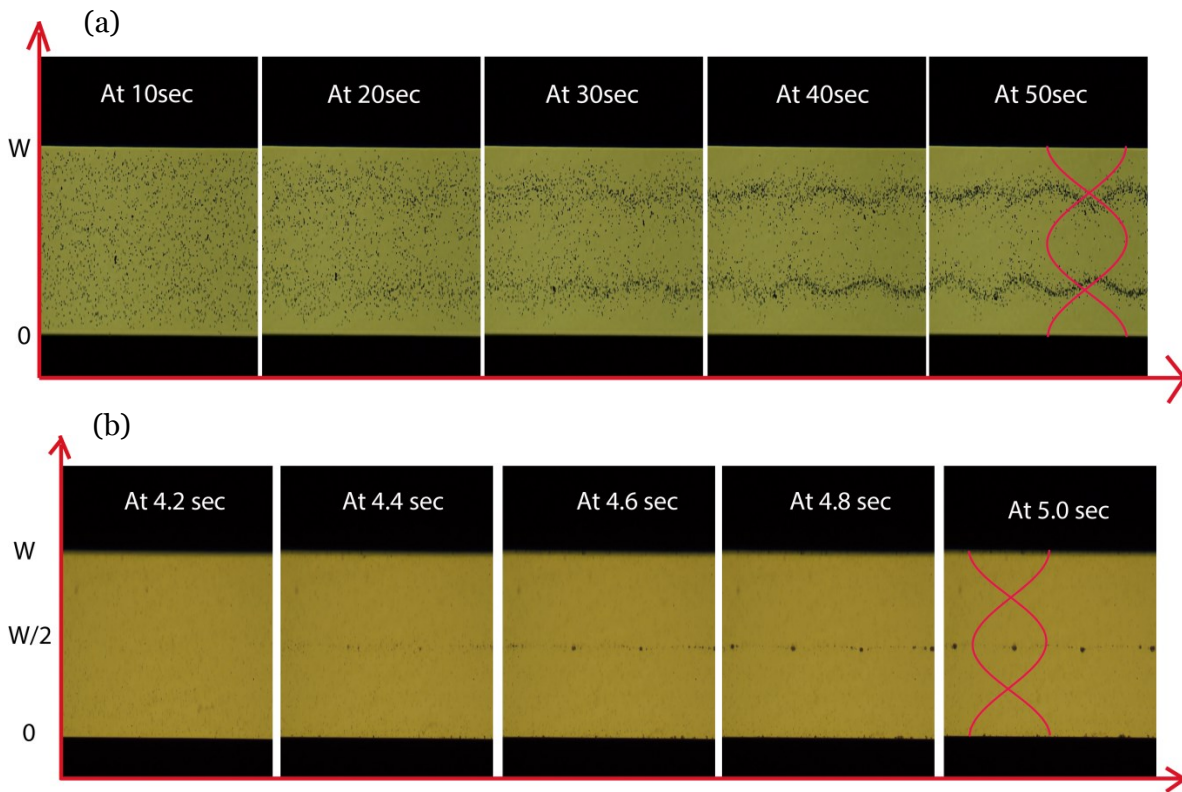 (a)
At 10sec
At 20sec
At 30sec
At 40sec
At 50sec
W
0
(b)
At 4.2 sec
At 4.4 sec
At 4.6 sec
At 4.8 sec
At 5.0 sec
W
W/2
0